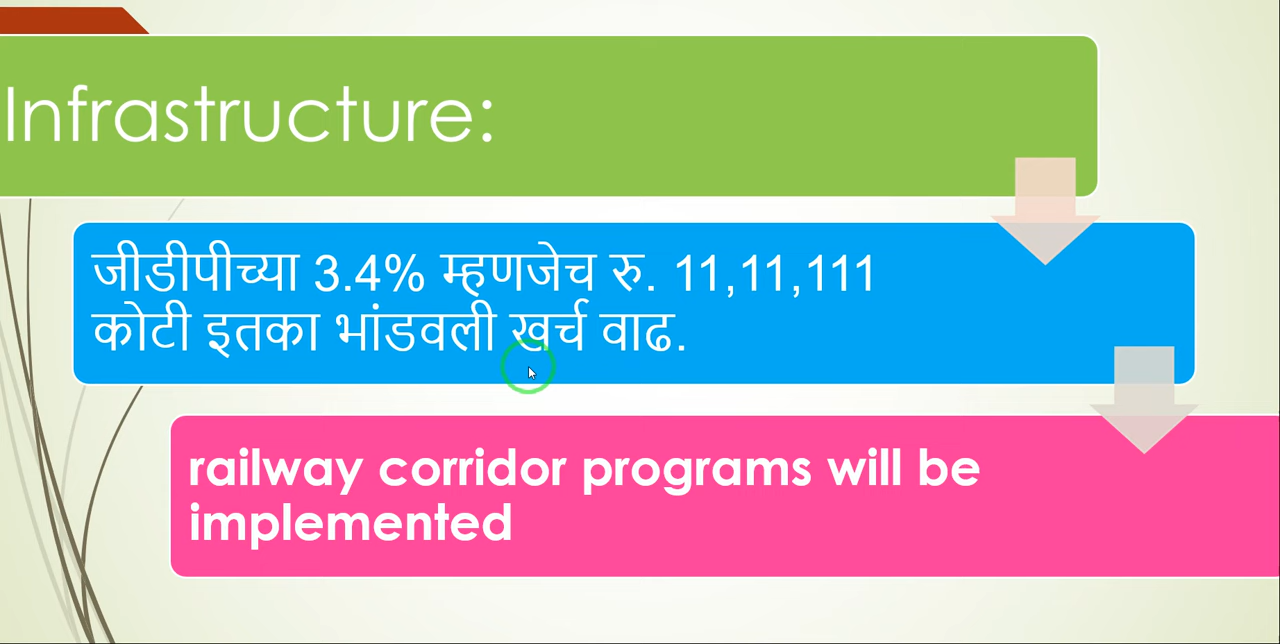 Infrastructure:
जीडीपीच्या 3.4% म्हणजेच रु. 11,11,111
कोटी इतका भांडवली खर्च वाढ.
railway corridor programs will be
implemented